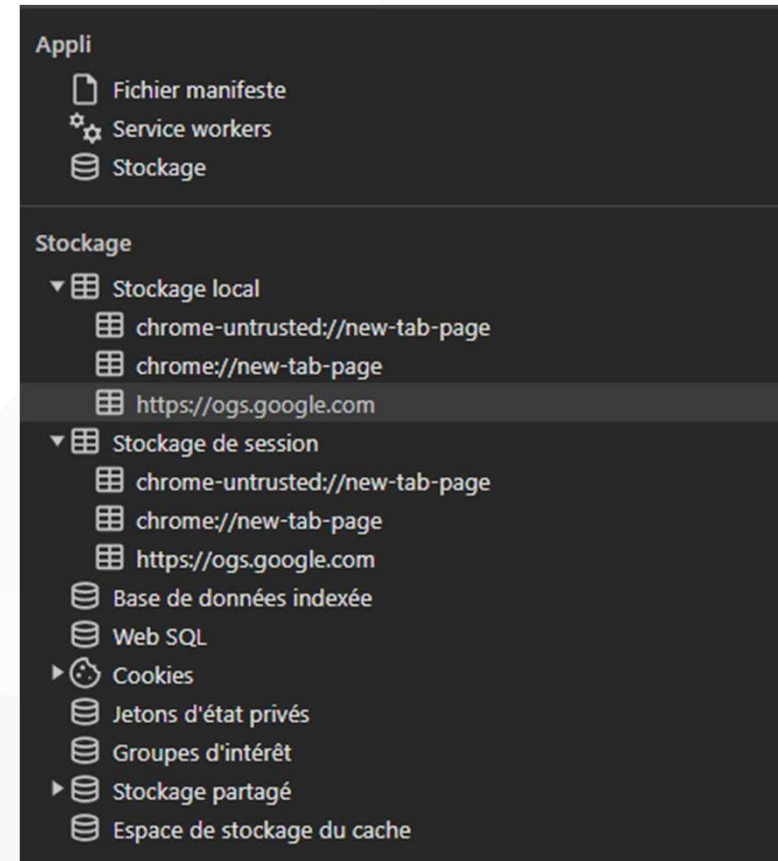 Appli
Fichier manifeste
Service workers
Stockage
Stockage
Stockage local
chrome-untrusted://new-tab-page
chrome://new-tab-page
https://ogs.google.com
Stockage de session
chrome-untrusted://new-tab-page
chrome://new-tab-page
https://ogs.google.com
Base de données indexée
Web SQL
Cookies
Jetons d'état privés
Groupes d'intérêt
Stockage partagé
Espace de stockage du cache